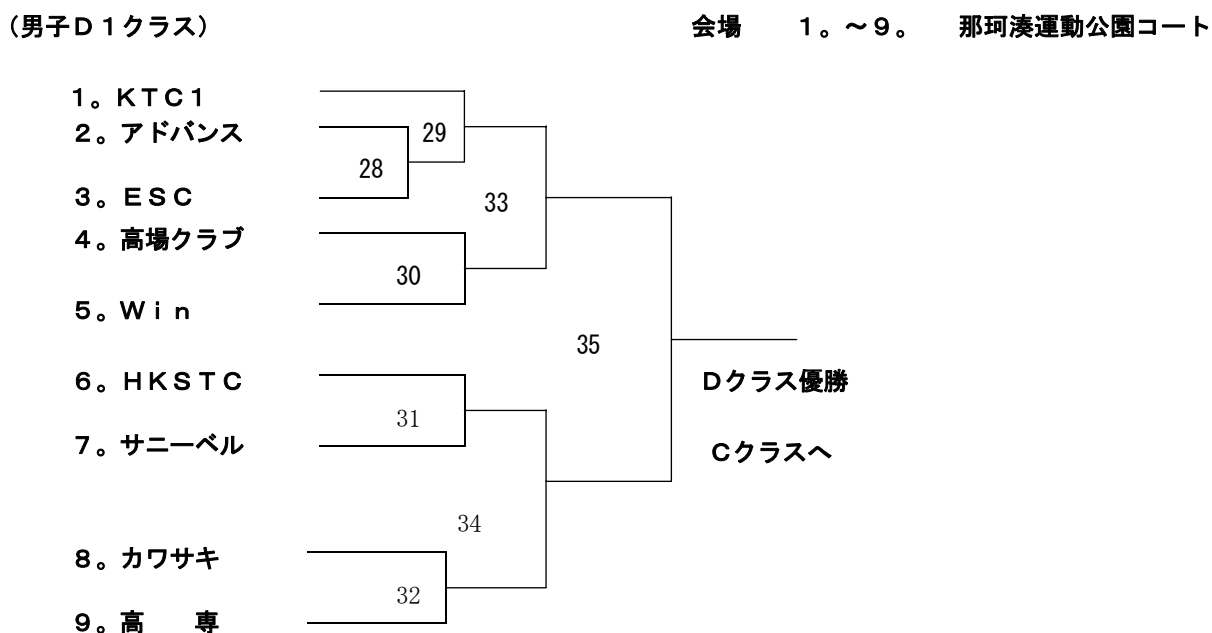 （男子Ｄ１クラス） 会場 １。～９。 那珂湊運動公園コート
１。ＫＴＣ１
２。アドバンス
29
28
３。ＥＳＣ
33
４。高場クラブ
30
５。Ｗｉｎ
35
６。ＨＫＳＴＣ
Ｄクラス優勝
31
７。サニーベル
Ｃクラスへ
34
８。カワサキ
32
９。高　専